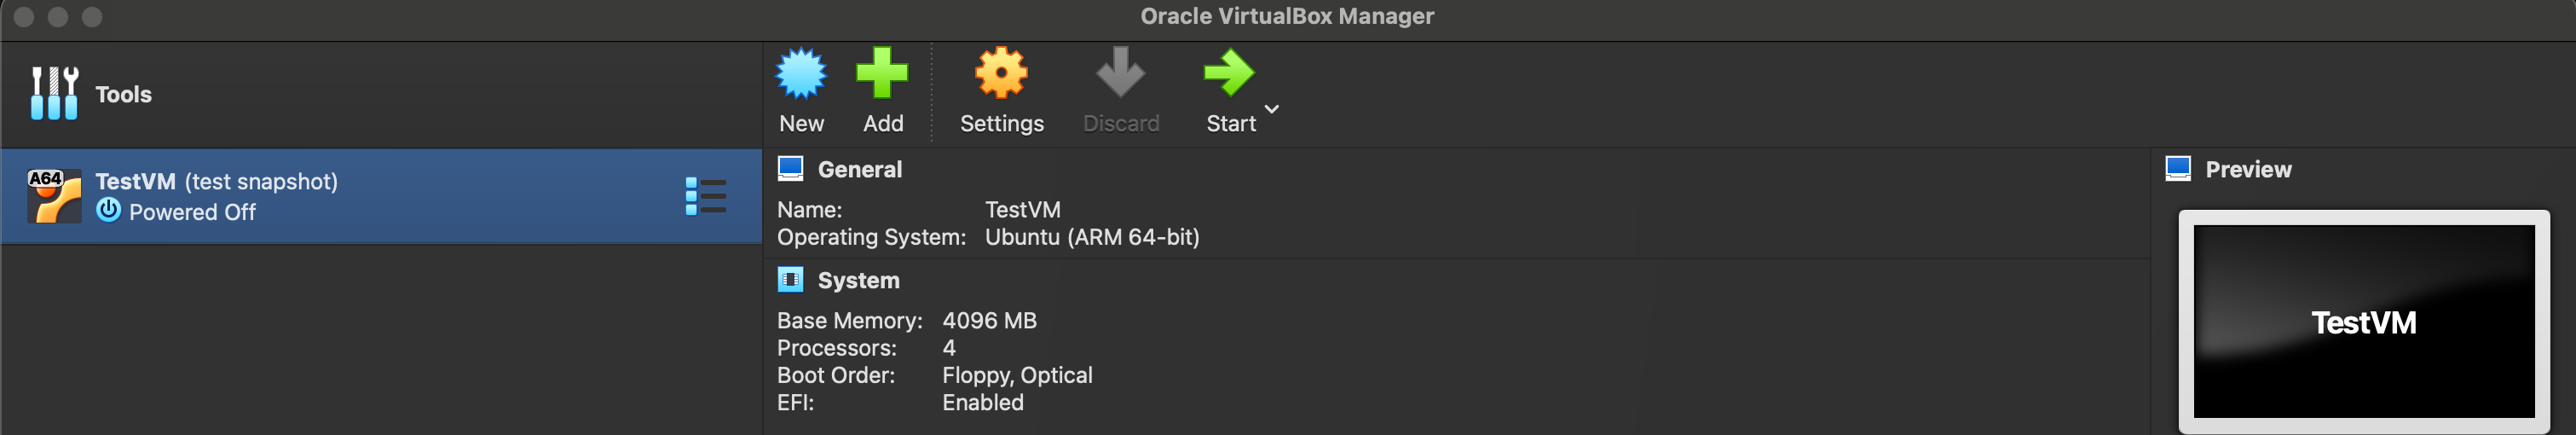 Oracle VirtualBox Manager
Tools
New Add Settings Discard Start
A64
TestVM (test snapshot)
Powered Off
General
Name: TestVM
Operating System: Ubuntu (ARM 64-bit)
System
Base Memory: 4096 MB
Processors: 4
Boot Order: Floppy, Optical
EFI: Enabled
Preview
TestVM